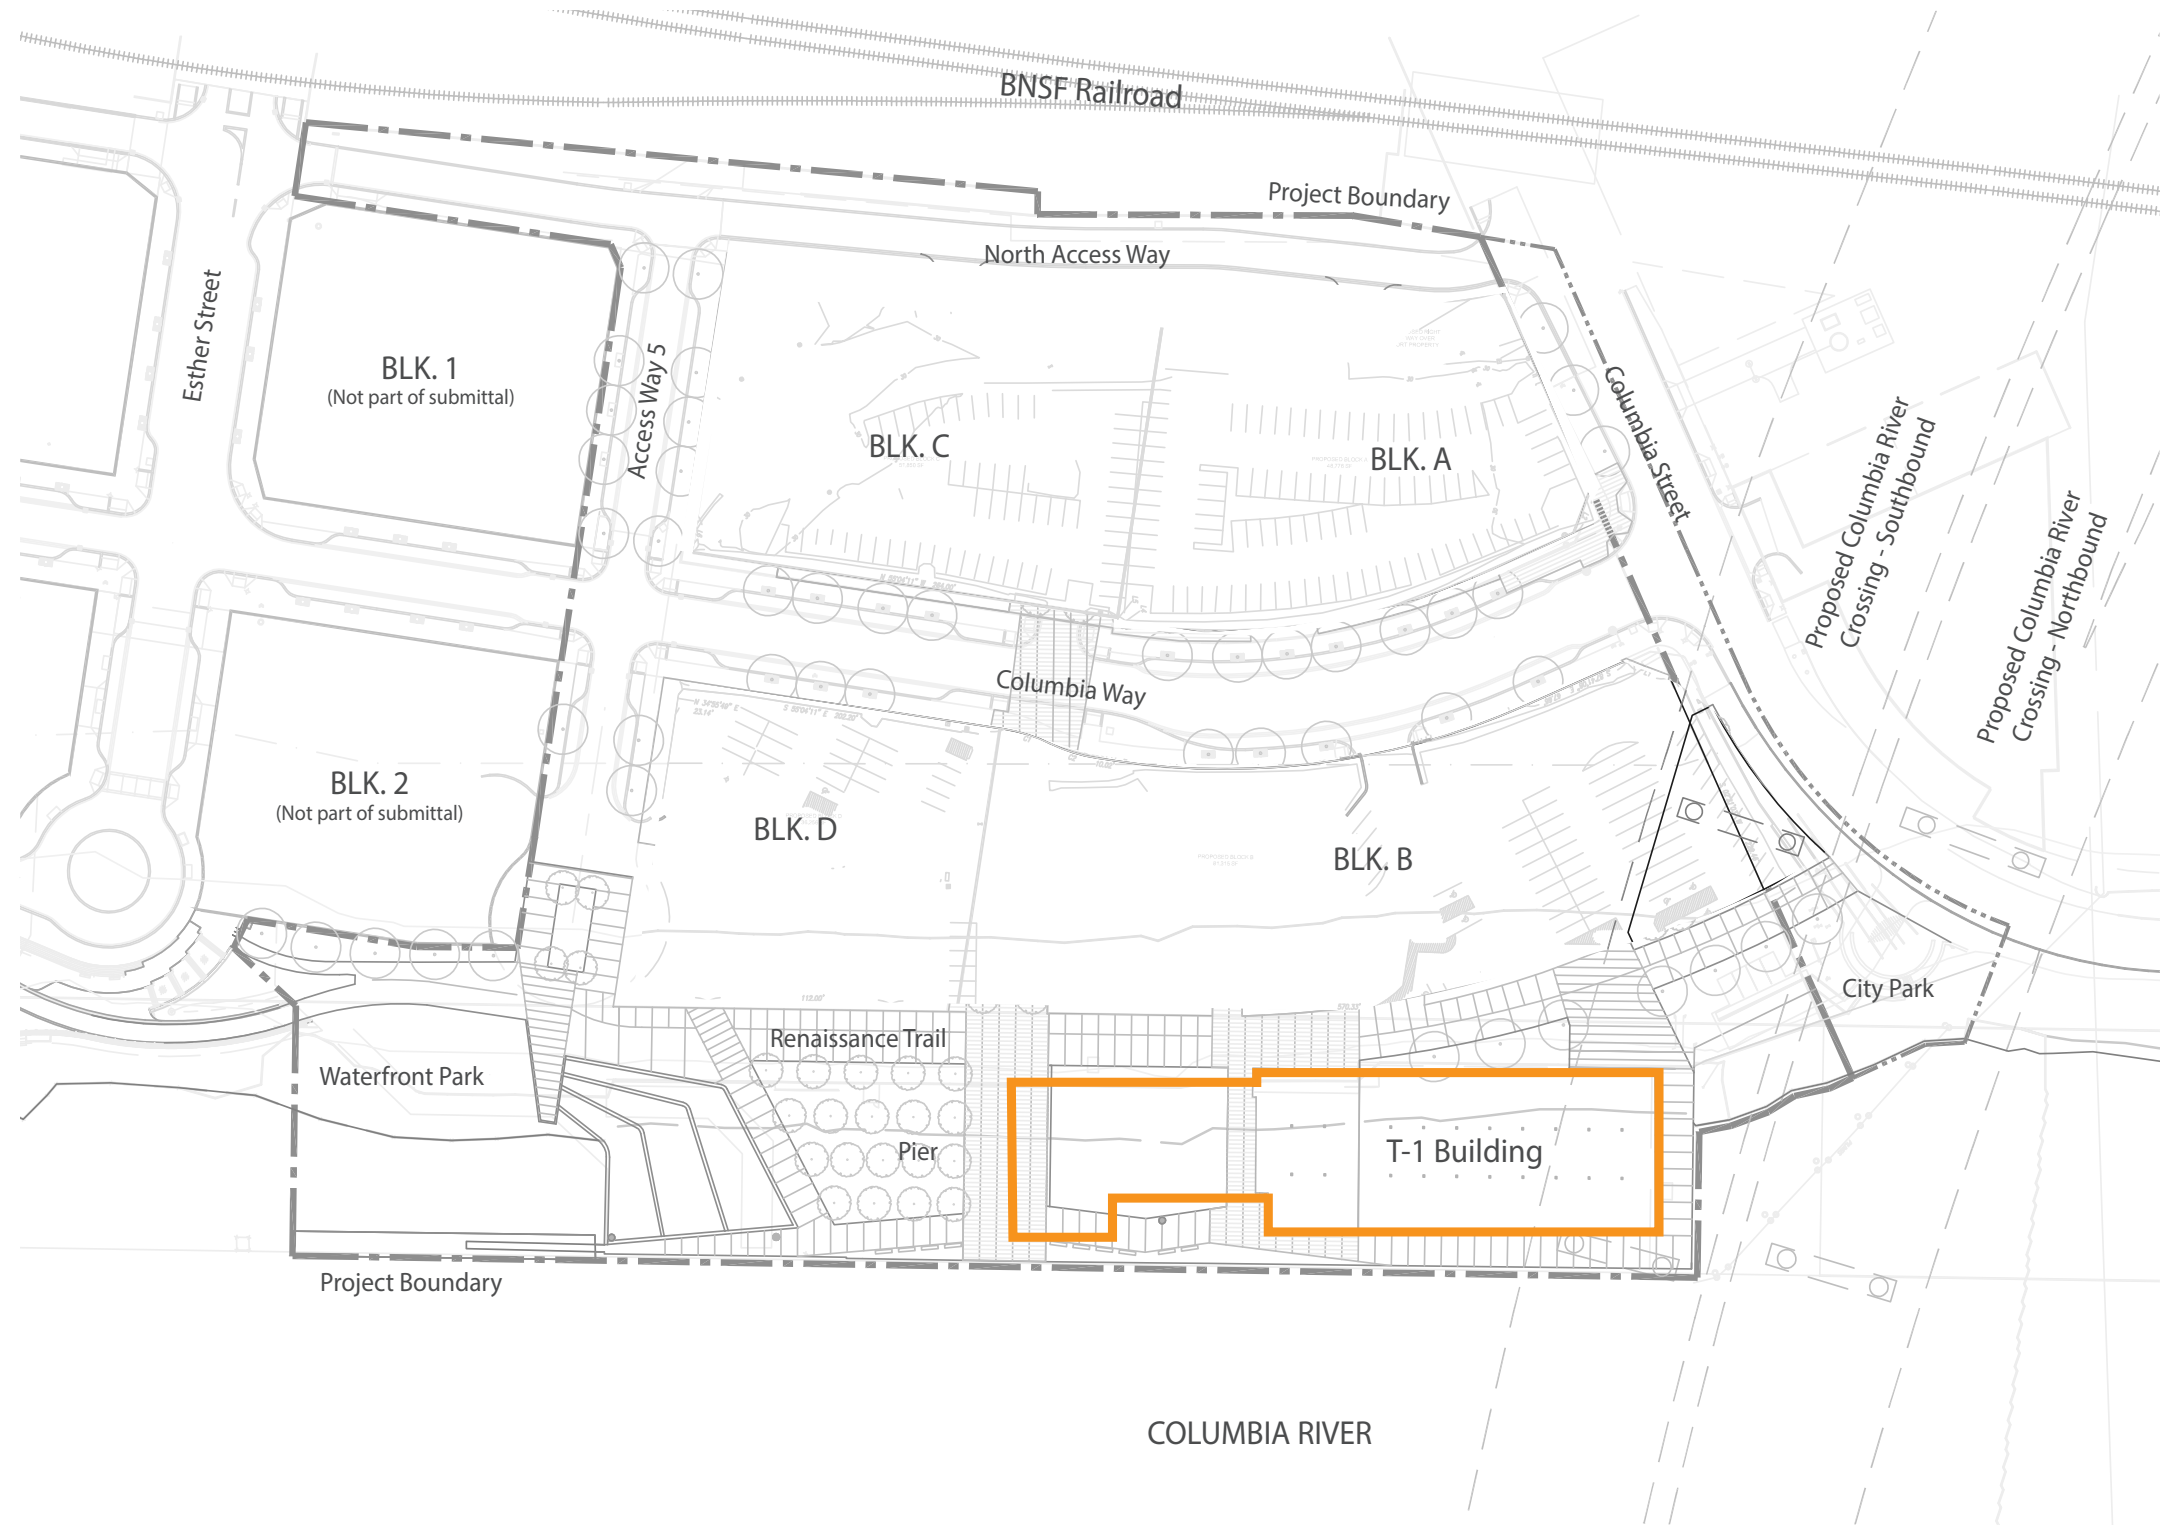 BNSF Railroad
Project Boundary
North Access Way
Esther Street
BLK. 1
(Not part of submittal)
Access Way 5
BLK. C
BLK. A
Columbia Street
Proposed Columbia River
Crossing - Southbound
Proposed Columbia River
Crossing - Northbound
Columbia Way
BLK. 2
(Not part of submittal)
BLK. D
BLK. B
City Park
Renaissance Trail
Waterfront Park
Pier
T-1 Building
Project Boundary
COLUMBIA RIVER